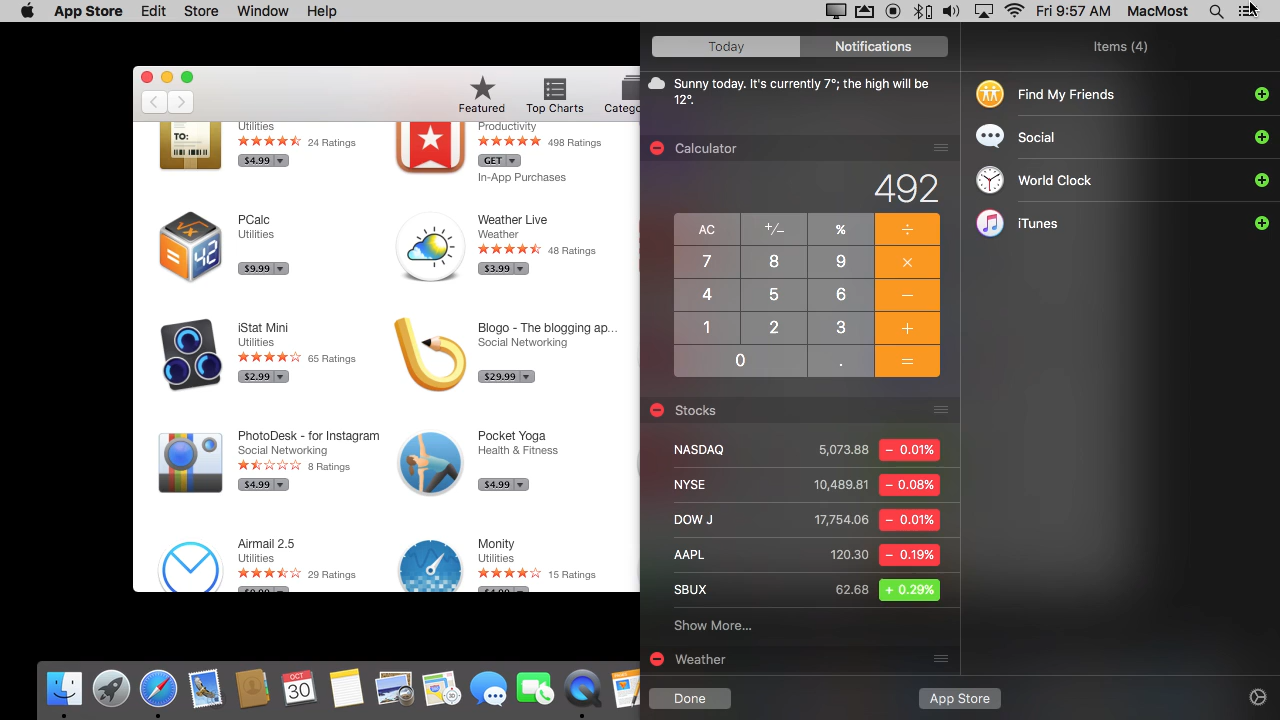 App Store Edit Store Window Help
Fri 9:57 AM MacMost
Featured
Top Charts
TO:
Utilities
24 Ratings
$4.99
Productivity
498 Ratings
GET
In-App Purchases
PCalc
Utilities
$9.99
42
Weather Live
Weather
48 Ratings
$3.99
iStat Mini
Utilities
65 Ratings
$2.99
Blogo - The blogging ap...
Social Networking
$29.99
PhotoDesk - for Instagram
Social Networking
8 Ratings
$4.99
Pocket Yoga
Health & Fitness
$4.99
Airmail 2.5
Utilities
29 Ratings
Monity
Utilities
15 Ratings
OCT
30
Today
Notifications
Sunny today. It's currently 7°; the high will be
12°.
Calculator
492
AC +/− % ÷
7 8 9 ×
4 5 6 −
1 2 3 +
0 . =
Stocks
NASDAQ 5,073.88 − 0.01%
NYSE 10,489.81 − 0.08%
DOW J 17,754.06 − 0.01%
AAPL 120.30 − 0.19%
SBUX 62.68 + 0.29%
Show More...
Weather
Done
App Store
Items (4)
Find My Friends
Social
World Clock
iTunes